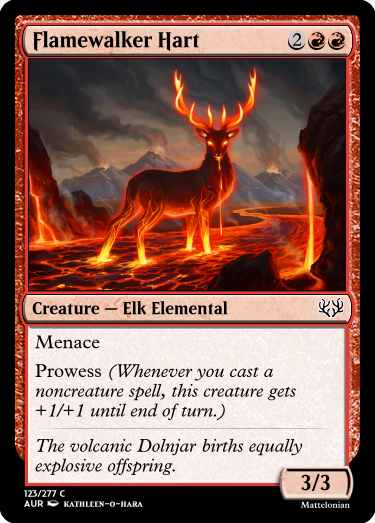 Flamewalker Hart 2
Creature — Elk Elemental
Menace
Prowess (Whenever you cast a
noncreature spell, this creature gets
+1/+1 until end of turn.)
The volcanic Dolnjar births equally
explosive offspring.
3/3
123/277 C
AUR KATHLEEN-O-HARA
Mattelonian